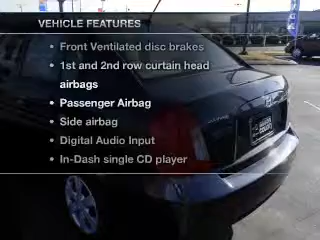 VEHICLE FEATURES
• Front Ventilated disc brakes
• 1st and 2nd row curtain head
airbags
• Passenger Airbag
• Side airbag
• Digital Audio Input
• In-Dash single CD player